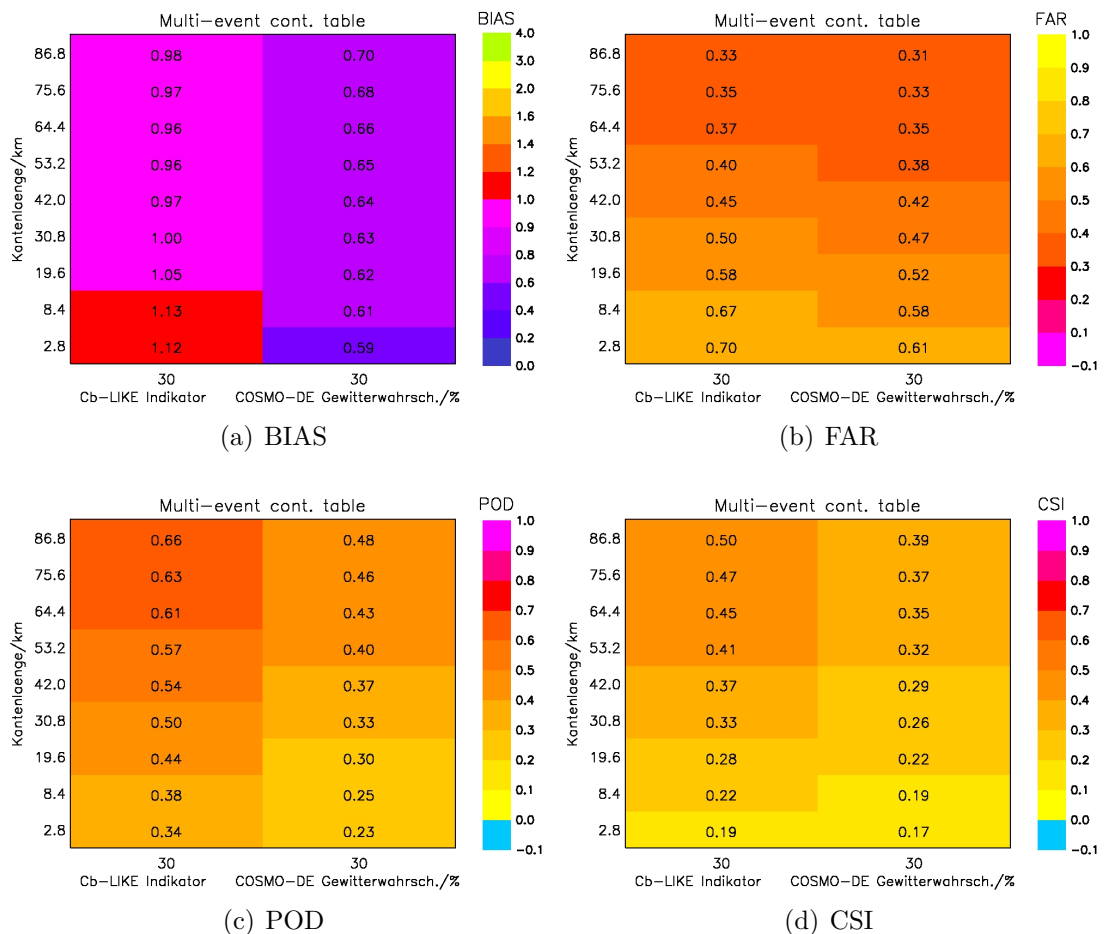 Multi-event cont. table
BIAS
Kantenlaenge/km
86.8 0.98 0.70
75.6 0.97 0.68
64.4 0.96 0.66
53.2 0.96 0.65
42.0 0.97 0.64
30.8 1.00 0.63
19.6 1.05 0.62
8.4 1.13 0.61
2.8 1.12 0.59
30 30
Cb-LIKE Indikator COSMO-DE Gewitterwahrsch./%
4.0
3.0
2.0
1.6
1.4
1.2
1.0
0.9
0.8
0.6
0.4
0.2
0.0
(a) BIAS
Multi-event cont. table
FAR
Kantenlaenge/km
86.8 0.33 0.31
75.6 0.35 0.33
64.4 0.37 0.35
53.2 0.40 0.38
42.0 0.45 0.42
30.8 0.50 0.47
19.6 0.58 0.52
8.4 0.67 0.58
2.8 0.70 0.61
30 30
Cb-LIKE Indikator COSMO-DE Gewitterwahrsch./%
1.0
0.9
0.8
0.7
0.6
0.5
0.4
0.3
0.2
0.1
-0.1
(b) FAR
Multi-event cont. table
POD
Kantenlaenge/km
86.8 0.66 0.48
75.6 0.63 0.46
64.4 0.61 0.43
53.2 0.57 0.40
42.0 0.54 0.37
30.8 0.50 0.33
19.6 0.44 0.30
8.4 0.38 0.25
2.8 0.34 0.23
30 30
Cb-LIKE Indikator COSMO-DE Gewitterwahrsch./%
1.0
0.9
0.8
0.7
0.6
0.5
0.4
0.3
0.2
0.1
0.0
-0.1
(c) POD
Multi-event cont. table
CSI
Kantenlaenge/km
86.8 0.50 0.39
75.6 0.47 0.37
64.4 0.45 0.35
53.2 0.41 0.32
42.0 0.37 0.29
30.8 0.33 0.26
19.6 0.28 0.22
8.4 0.22 0.19
2.8 0.19 0.17
30 30
Cb-LIKE Indikator COSMO-DE Gewitterwahrsch./%
1.0
0.9
0.8
0.7
0.6
0.5
0.4
0.3
0.2
0.1
0.0
-0.1
(d) CSI